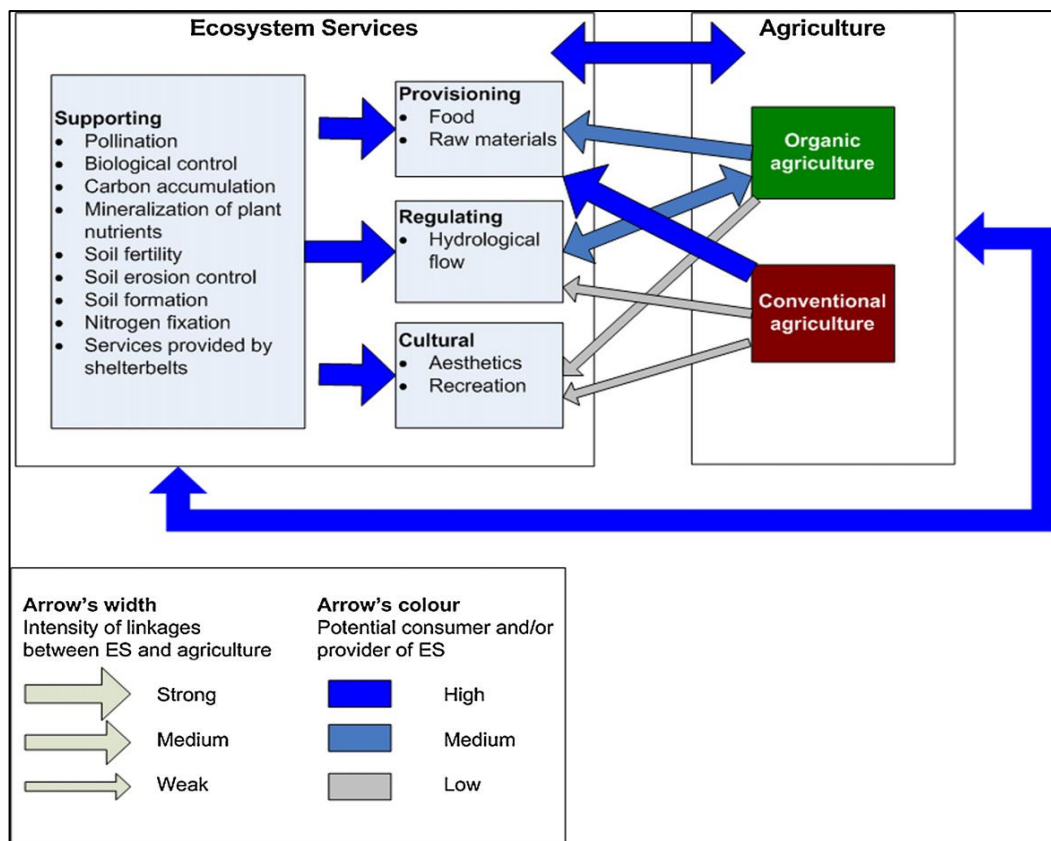 Ecosystem Services
Agriculture
Supporting
• Pollination
• Biological control
• Carbon accumulation
• Mineralization of plant
nutrients
• Soil fertility
• Soil erosion control
• Soil formation
• Nitrogen fixation
• Services provided by
shelterbelts
Provisioning
• Food
• Raw materials
Regulating
• Hydrological
flow
Cultural
• Aesthetics
• Recreation
Organic
agriculture
Conventional
agriculture
Arrow's width
Intensity of linkages
between ES and agriculture
Strong
Medium
Weak
Arrow's colour
Potential consumer and/or
provider of ES
High
Medium
Low